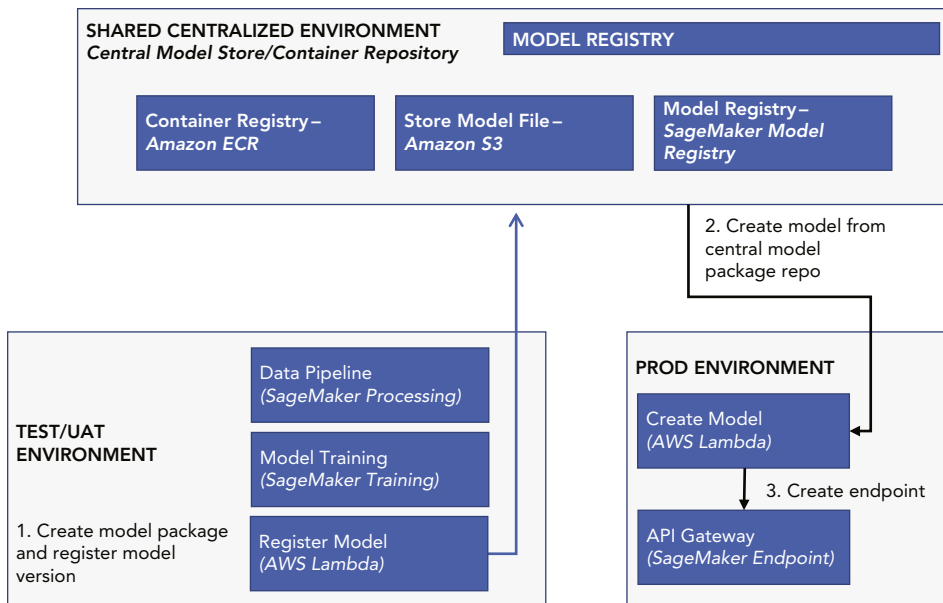 SHARED CENTRALIZED ENVIRONMENT
Central Model Store/Container Repository
MODEL REGISTRY
Container Registry–
Amazon ECR
Store Model File–
Amazon S3
Model Registry–
SageMaker Model
Registry
2. Create model from
central model
package repo
TEST/UAT
ENVIRONMENT
Data Pipeline
(SageMaker Processing)
Model Training
(SageMaker Training)
1. Create model package
and register model
version
Register Model
(AWS Lambda)
PROD ENVIRONMENT
Create Model
(AWS Lambda)
3. Create endpoint
API Gateway
(SageMaker Endpoint)